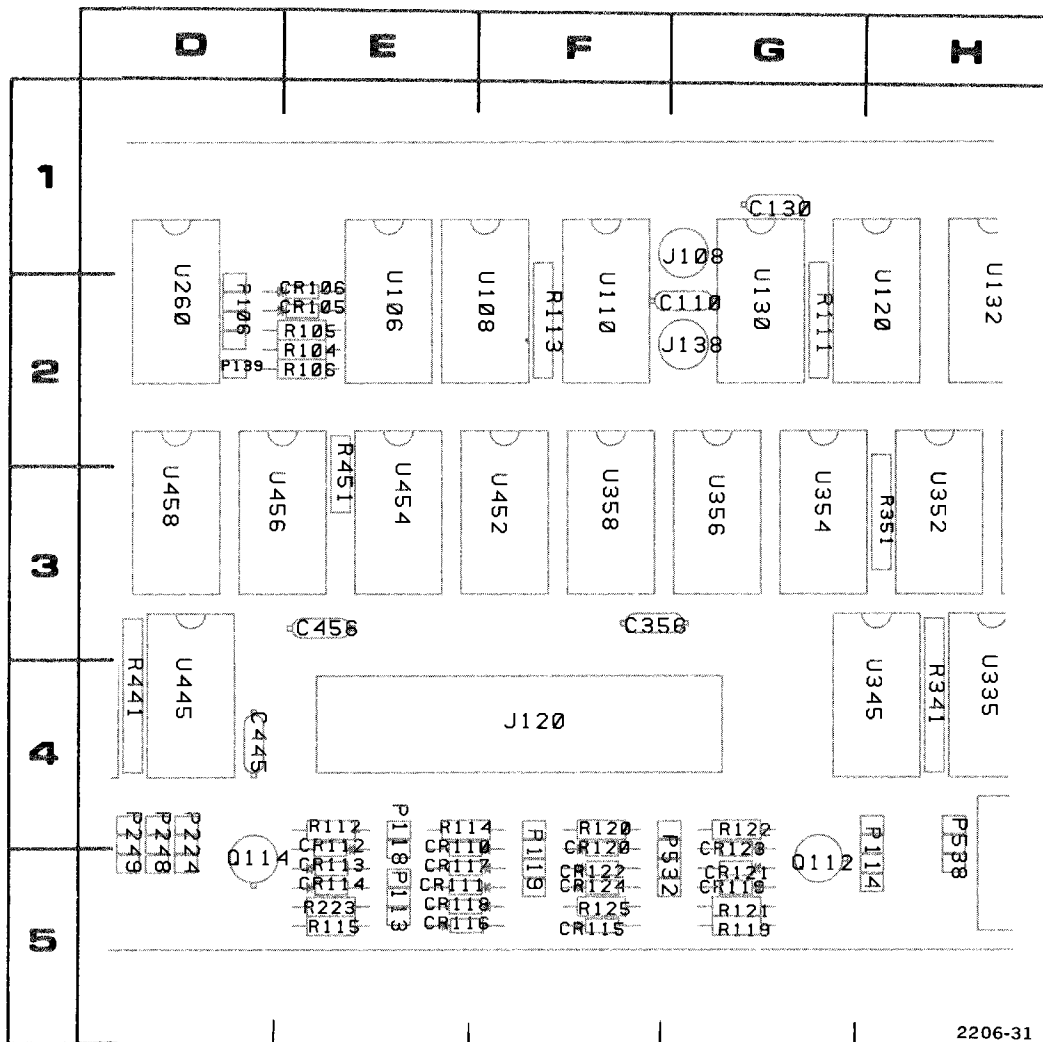 D E F G H
1
C130
J108
U260 U106 U108 U110 U130 U120 U132
P106 CR106 R113 C110 R111
CR105
R105
R104 J138
2
P139 R106
U458 U456 R451 U454 U452 U358 U356 U354 R351 U352
3
C456 C356
R441 U445 C445 J120 U345 R341 U335
4
P249 P248 P224 Q114 R112 P118 R114 P119 R120 P532 R122 Q112 P114 P538
CR112 CR110 CR120 CR123
CR113 CR117 CR122 CR121
CR114 P113 CR111 CR124 CR119
R223 CR118 R125 R121
R115 CR116 CR115 R119
5
2206-31